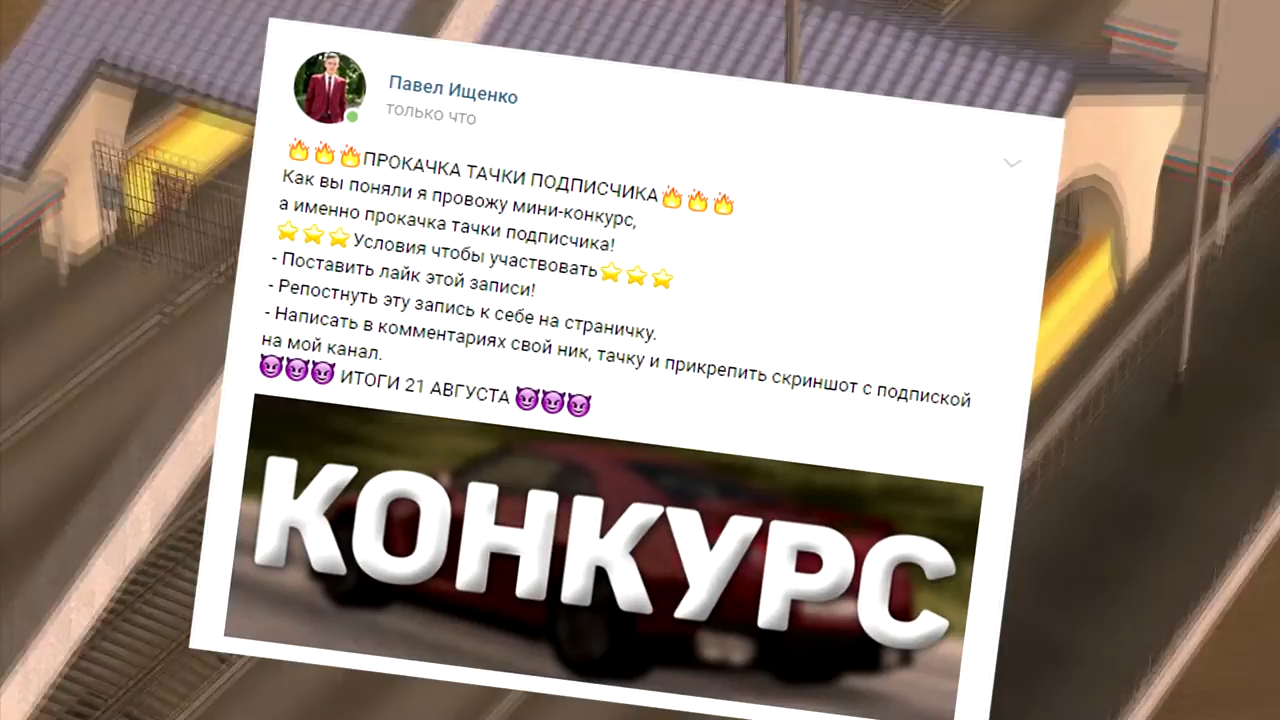 Павел Ищенко
только что
🔥🔥🔥ПРОКАЧКА ТАЧКИ ПОДПИСЧИКА🔥🔥🔥
Как вы поняли я провожу мини-конкурс,
а именно прокачка тачки подписчика!
⭐⭐⭐Условия чтобы участвовать⭐⭐⭐
- Поставить лайк этой записи!
- Репостнуть эту запись к себе на страничку.
- Написать в комментариях свой ник, тачку и прикрепить скриншот с подпиской
на мой канал.
😈😈😈 ИТОГИ 21 АВГУСТА 😈😈😈
КОНКУРС